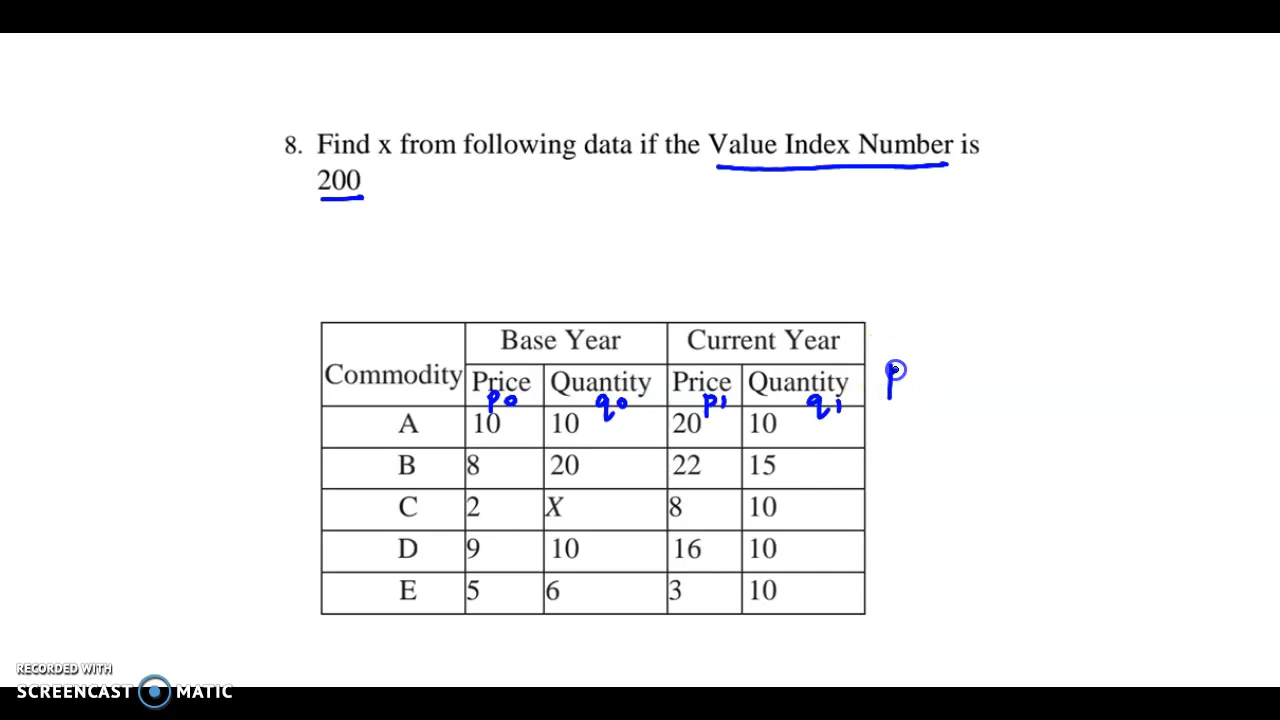 8. Find x from following data if the Value Index Number is
200
Base Year Current Year
Commodity Price Quantity Price Quantity p
p0 q0 p1 q1
A 10 10 20 10
B 8 20 22 15
C 2 X 8 10
D 9 10 16 10
E 5 6 3 10
RECORDED WITH
SCREENCAST MATIC